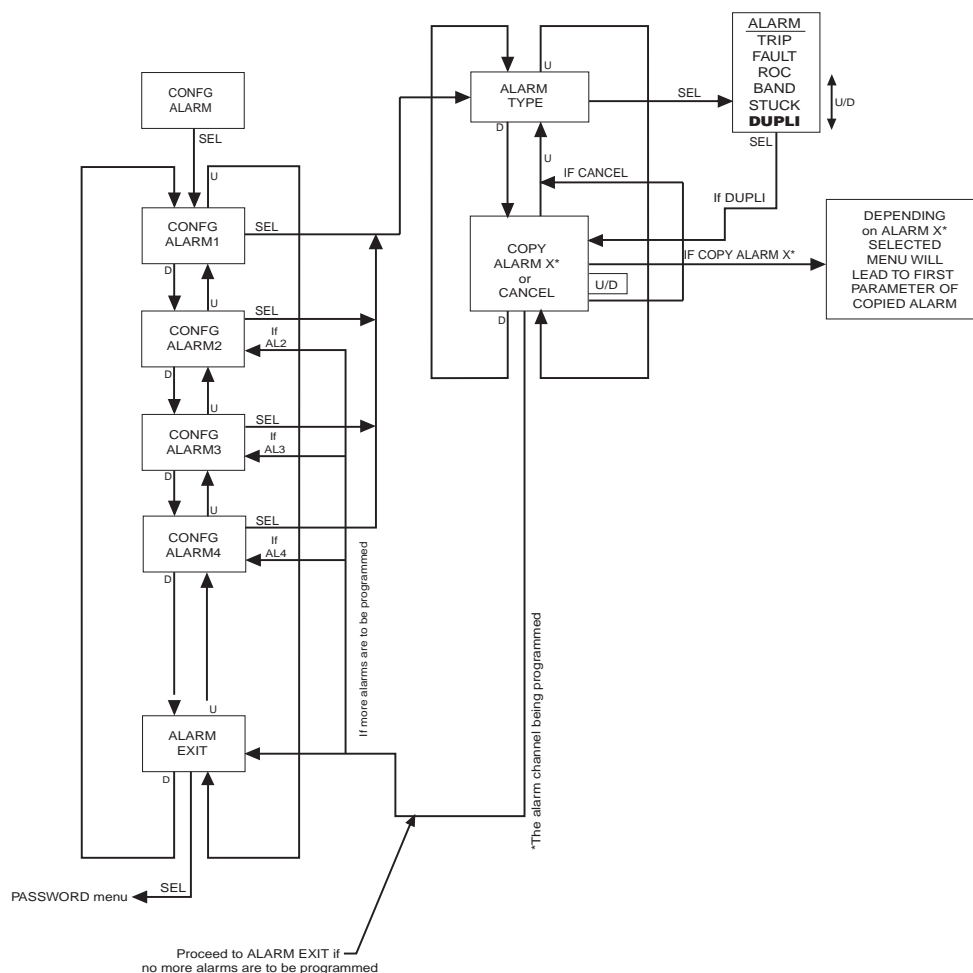 CONFG
ALARM
SEL
U
CONFG
ALARM1
SEL
D
U
CONFG
ALARM2
SEL
If
AL2
D
U
CONFG
ALARM3
SEL
If
AL3
D
U
CONFG
ALARM4
SEL
If
AL4
D
U
ALARM
EXIT
D
SEL
PASSWORD menu
If more alarms are to be programmed
Proceed to ALARM EXIT if
no more alarms are to be programmed
U
ALARM
TYPE
SEL
D
U
IF CANCEL
COPY
ALARM X*
or
CANCEL
U/D
D
*The alarm channel being programmed
ALARM
TRIP
FAULT
ROC
BAND
STUCK
DUPLI
U/D
SEL
If DUPLI
IF COPY ALARM X*
DEPENDING
on ALARM X*
SELECTED
MENU WILL
LEAD TO FIRST
PARAMETER OF
COPIED ALARM